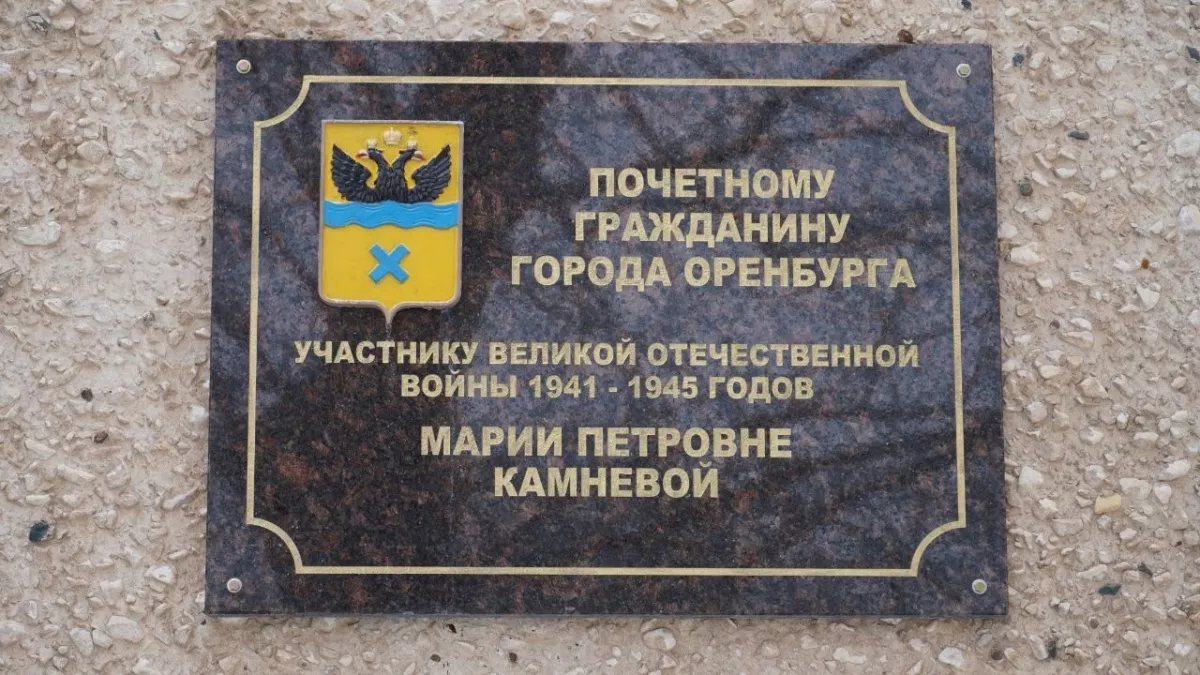 ПОЧЕТНОМУ
ГРАЖДАНИНУ
ГОРОДА ОРЕНБУРГА
УЧАСТНИКУ ВЕЛИКОЙ ОТЕЧЕСТВЕННОЙ
ВОЙНЫ 1941 - 1945 ГОДОВ
МАРИИ ПЕТРОВНЕ
КАМНЕВОЙ